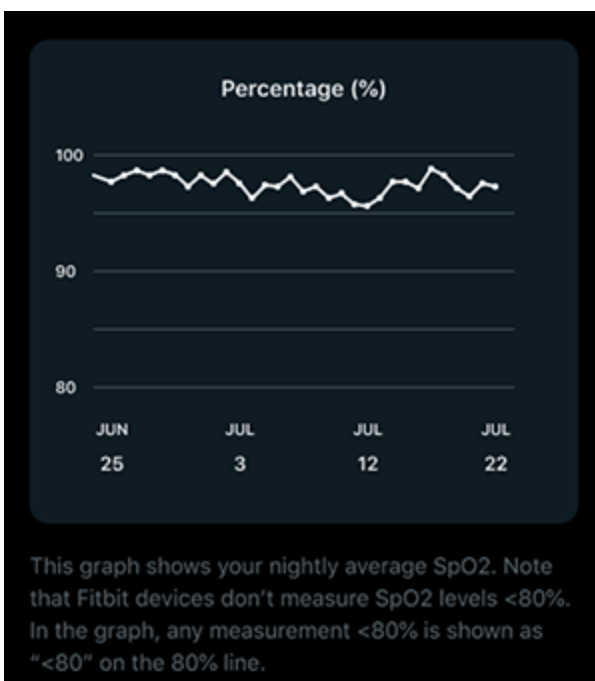 Percentage (%)
100
90
80
JUN JUL JUL JUL
25 3 12 22
This graph shows your nightly average SpO2. Note
that Fitbit devices don't measure SpO2 levels <80%.
In the graph, any measurement <80% is shown as
“<80” on the 80% line.